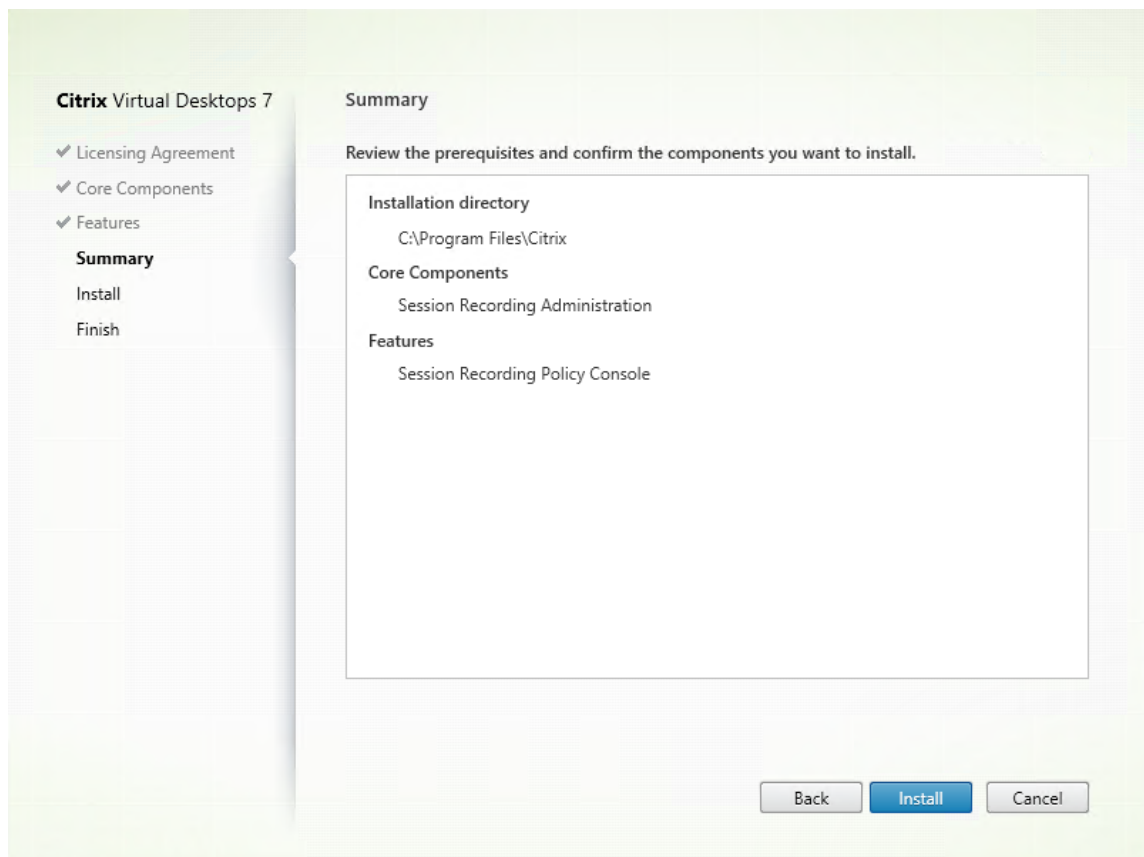 Citrix Virtual Desktops 7
Licensing Agreement
Core Components
Features
Summary
Install
Finish
Summary
Review the prerequisites and confirm the components you want to install.
Installation directory
C:\Program Files\Citrix
Core Components
Session Recording Administration
Features
Session Recording Policy Console
Back
Install
Cancel